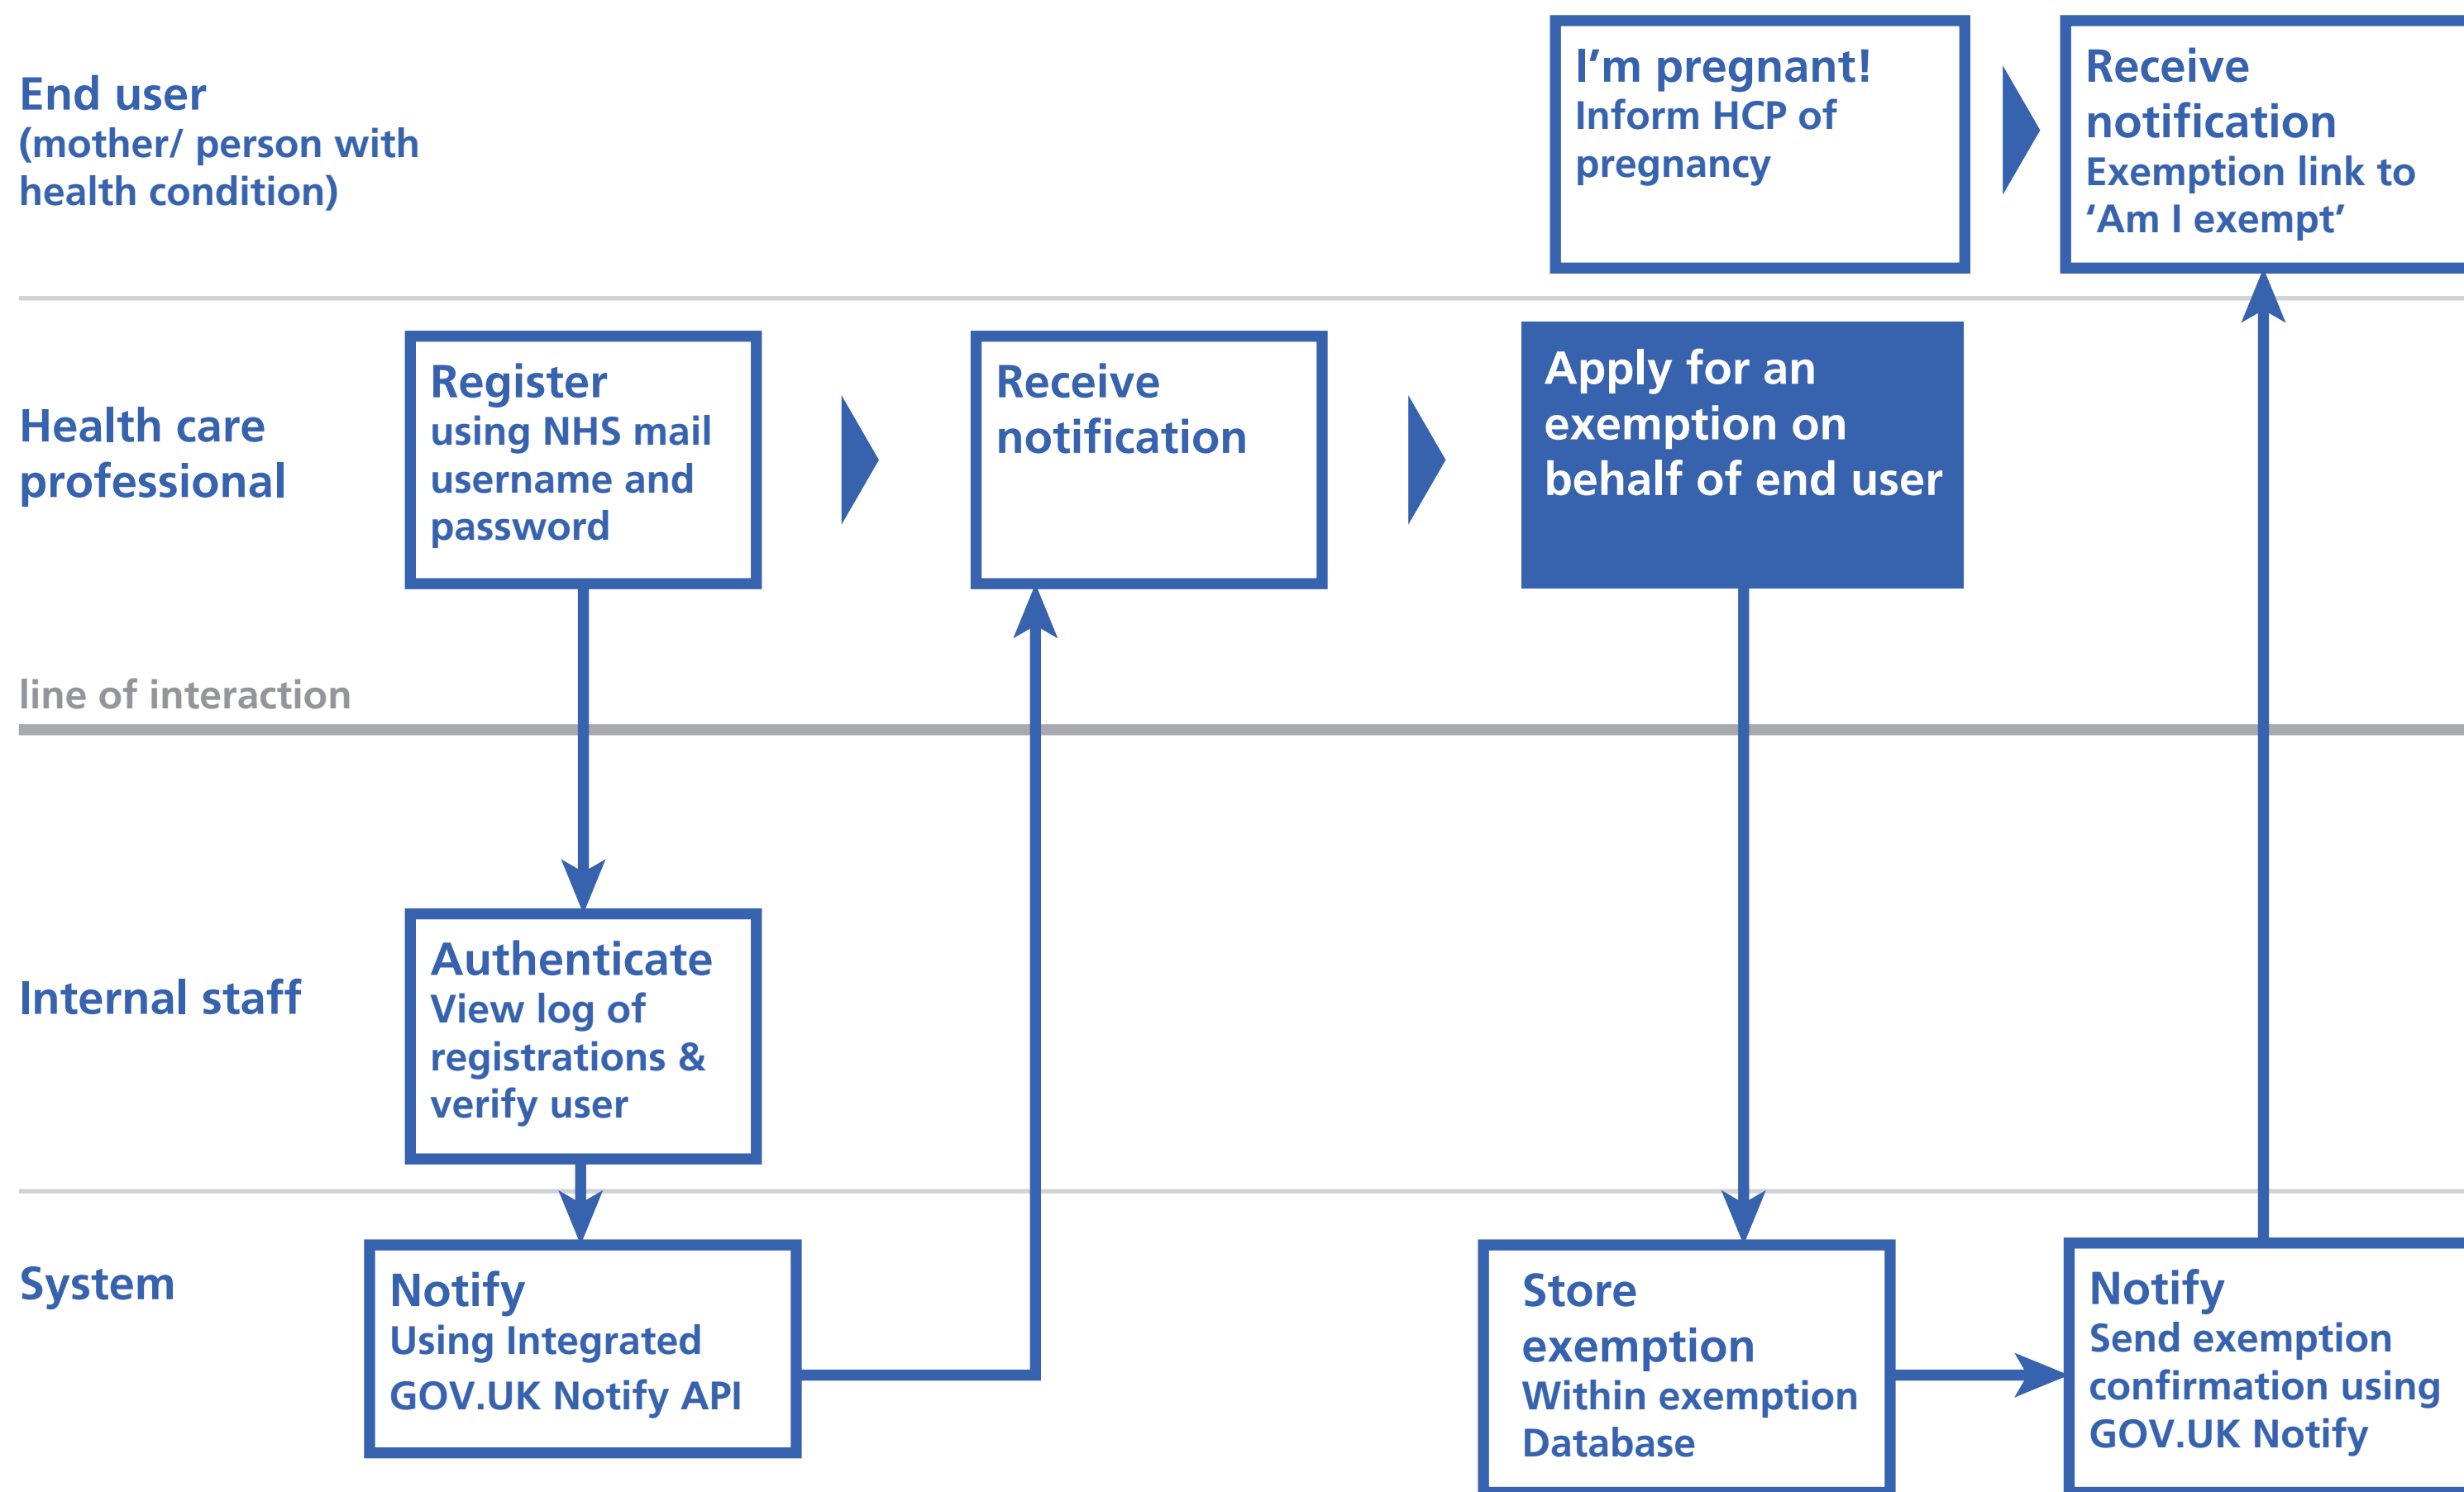 End user
(mother/ person with
health condition)
I’m pregnant!
Inform HCP of
pregnancy
Receive
notification
Exemption link to
‘Am I exempt’
Health care
professional
Register
using NHS mail
username and
password
Receive
notification
Apply for an
exemption on
behalf of end user
line of interaction
Internal staff
Authenticate
View log of
registrations &
verify user
System
Notify
Using Integrated
GOV.UK Notify API
Store
exemption
Within exemption
Database
Notify
Send exemption
confirmation using
GOV.UK Notify